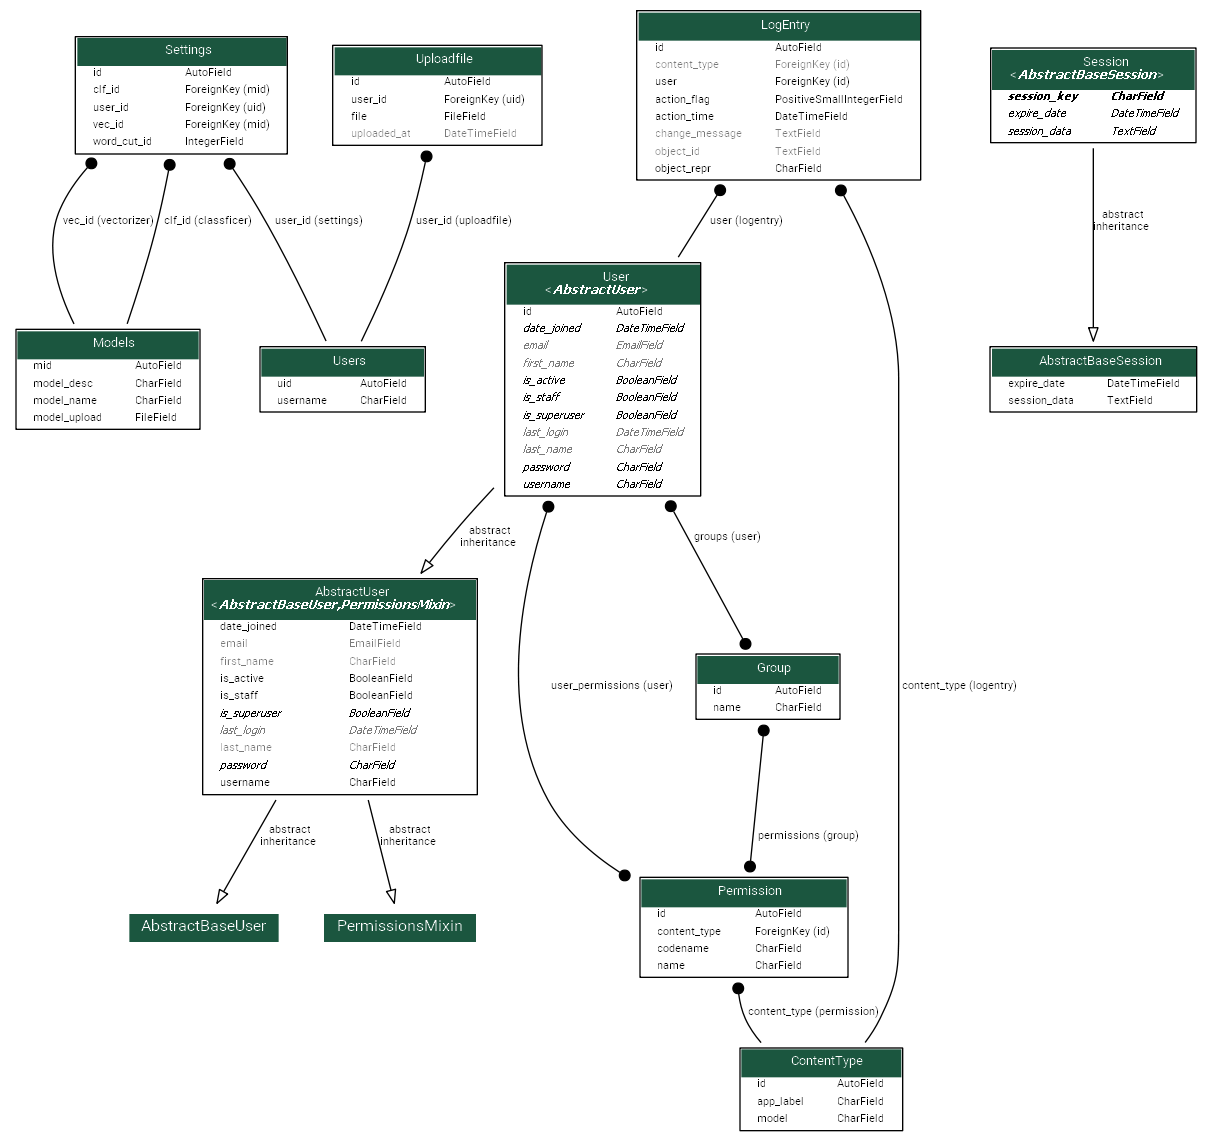 Settings
id AutoField
clf_id ForeignKey (mid)
user_id ForeignKey (uid)
vec_id ForeignKey (mid)
word_cut_id IntegerField
Uploadfile
id AutoField
user_id ForeignKey (uid)
file FileField
uploaded_at DateTimeField
LogEntry
id AutoField
content_type ForeignKey (id)
user ForeignKey (id)
action_flag PositiveSmallIntegerField
action_time DateTimeField
change_message TextField
object_id TextField
object_repr CharField
Session
<AbstractBaseSession>
session_key CharField
expire_date DateTimeField
session_data TextField
vec_id (vectorizer)
clf_id (classficer)
user_id (settings)
user_id (uploadfile)
user (logentry)
abstract
inheritance
User
<AbstractUser>
id AutoField
date_joined DateTimeField
email EmailField
first_name CharField
is_active BooleanField
is_staff BooleanField
is_superuser BooleanField
last_login DateTimeField
last_name CharField
password CharField
username CharField
Models
mid AutoField
model_desc CharField
model_name CharField
model_upload FileField
Users
uid AutoField
username CharField
AbstractBaseSession
expire_date DateTimeField
session_data TextField
abstract
inheritance
groups (user)
AbstractUser
<AbstractBaseUser,PermissionsMixin>
date_joined DateTimeField
email EmailField
first_name CharField
is_active BooleanField
is_staff BooleanField
is_superuser BooleanField
last_login DateTimeField
last_name CharField
password CharField
username CharField
user_permissions (user)
Group
id AutoField
name CharField
content_type (logentry)
abstract
inheritance
abstract
inheritance
permissions (group)
AbstractBaseUser
PermissionsMixin
Permission
id AutoField
content_type ForeignKey (id)
codename CharField
name CharField
content_type (permission)
ContentType
id AutoField
app_label CharField
model CharField